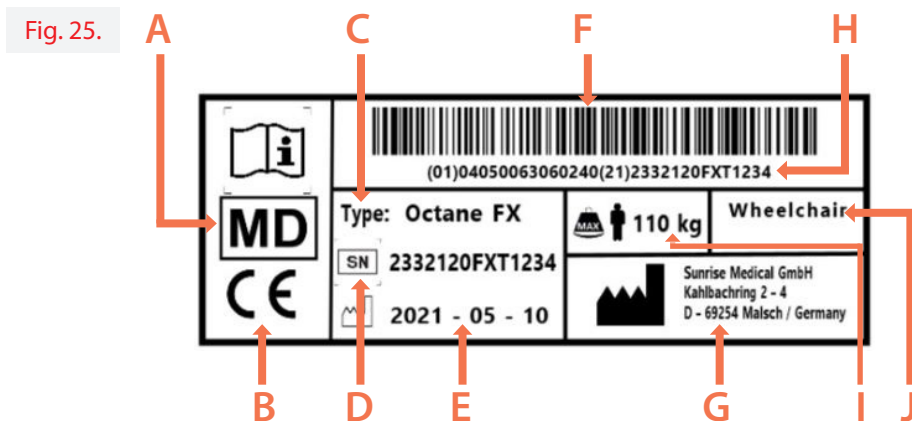 Fig. 25.
A
C
F
H
(01)04050063060240(21)2332120FXT1234
MD
CE
Type: Octane FX
SN 2332120FXT1234
2021 - 05 - 10
MAX 110 kg
Wheelchair
Sunrise Medical GmbH
Kahlbachring 2 - 4
D - 69254 Malsch / Germany
B
D
E
G
I
J